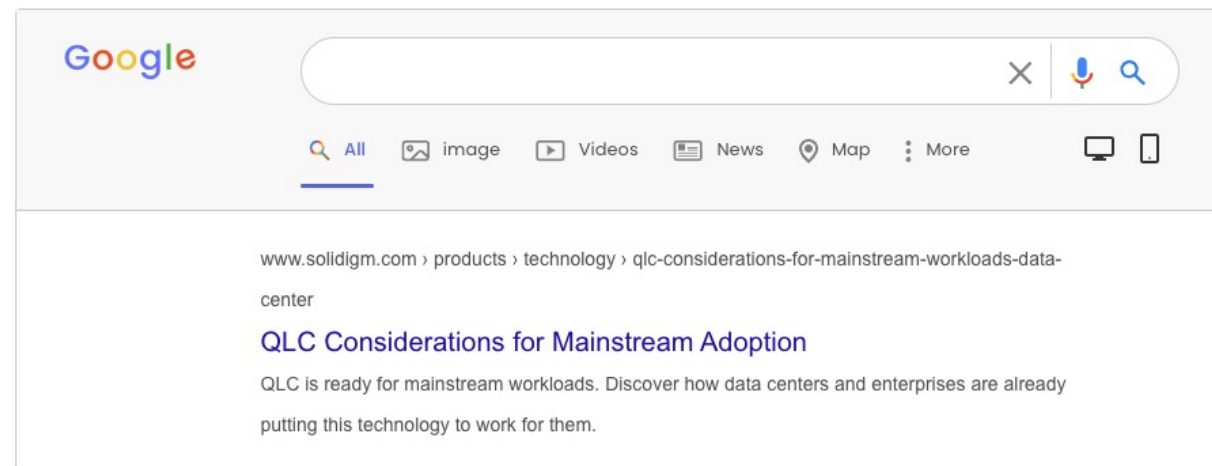 Google
All image Videos News Map More
www.solidigm.com › products › technology › qlc-considerations-for-mainstream-workloads-data-
center
QLC Considerations for Mainstream Adoption
QLC is ready for mainstream workloads. Discover how data centers and enterprises are already
putting this technology to work for them.